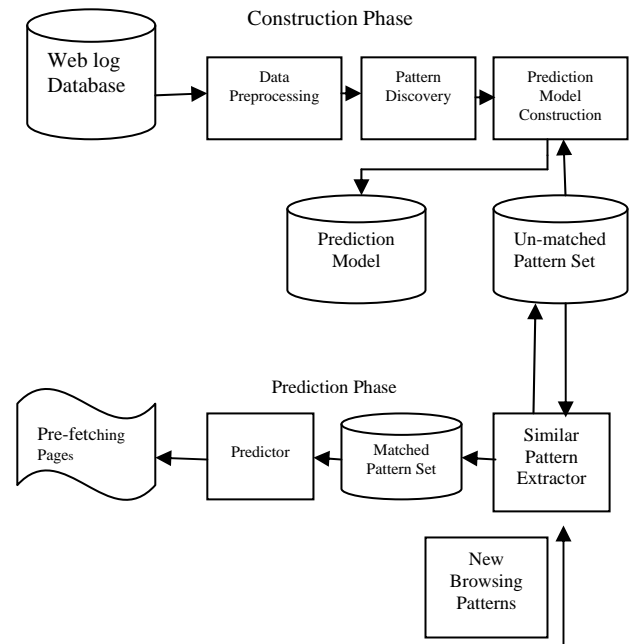 Construction Phase
Web log
Database
Data
Preprocessing
Pattern
Discovery
Prediction
Model
Construction
Prediction
Model
Un-matched
Pattern Set
Prediction Phase
Pre-fetching
Pages
Predictor
Matched
Pattern Set
Similar
Pattern
Extractor
New
Browsing
Patterns